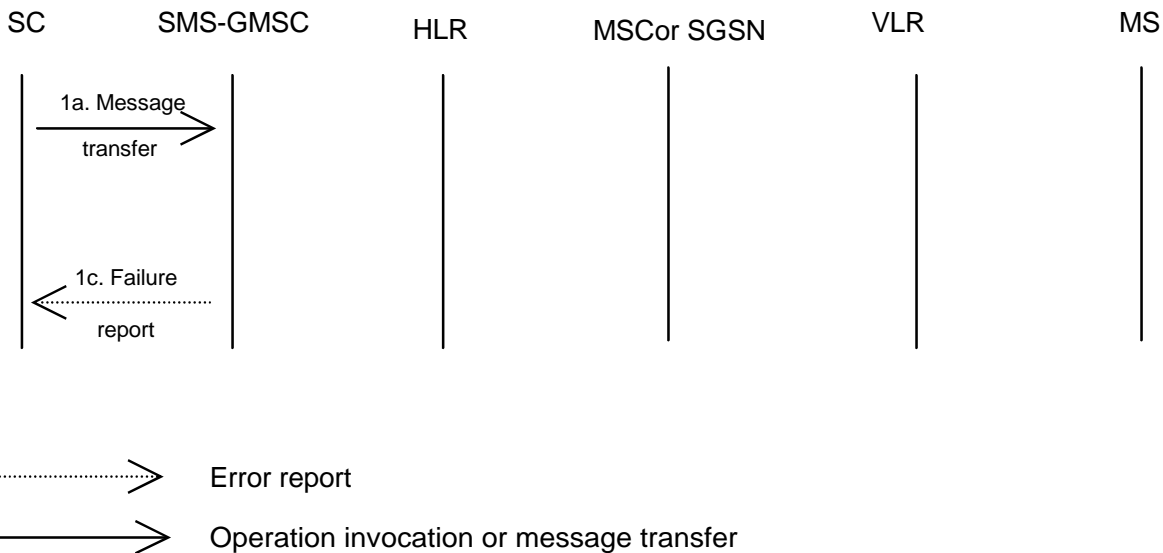 SC SMS-GMSC HLR MSCor SGSN VLR MS
1a. Message
transfer
1c. Failure
report
Error report
Operation invocation or message transfer